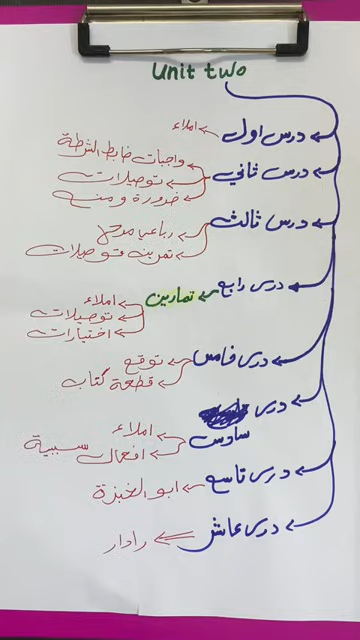 Unit two
درس اول ← املاء
درس ثاني ← واجبات ضابط الشرطة
توصيلات
ضرورة و منـه
درس ثالث ← رباعي مرحل
تمرين توصيلات
درس رابع ← تمارين ← املاء
توصيلات
اختيارات
درس خامس ← توقع
قطعة كتاب
درس
سادس ← املاء
افعال سببية
درس تاسع ← ابو الخبزة
درس عاشر ← رادار